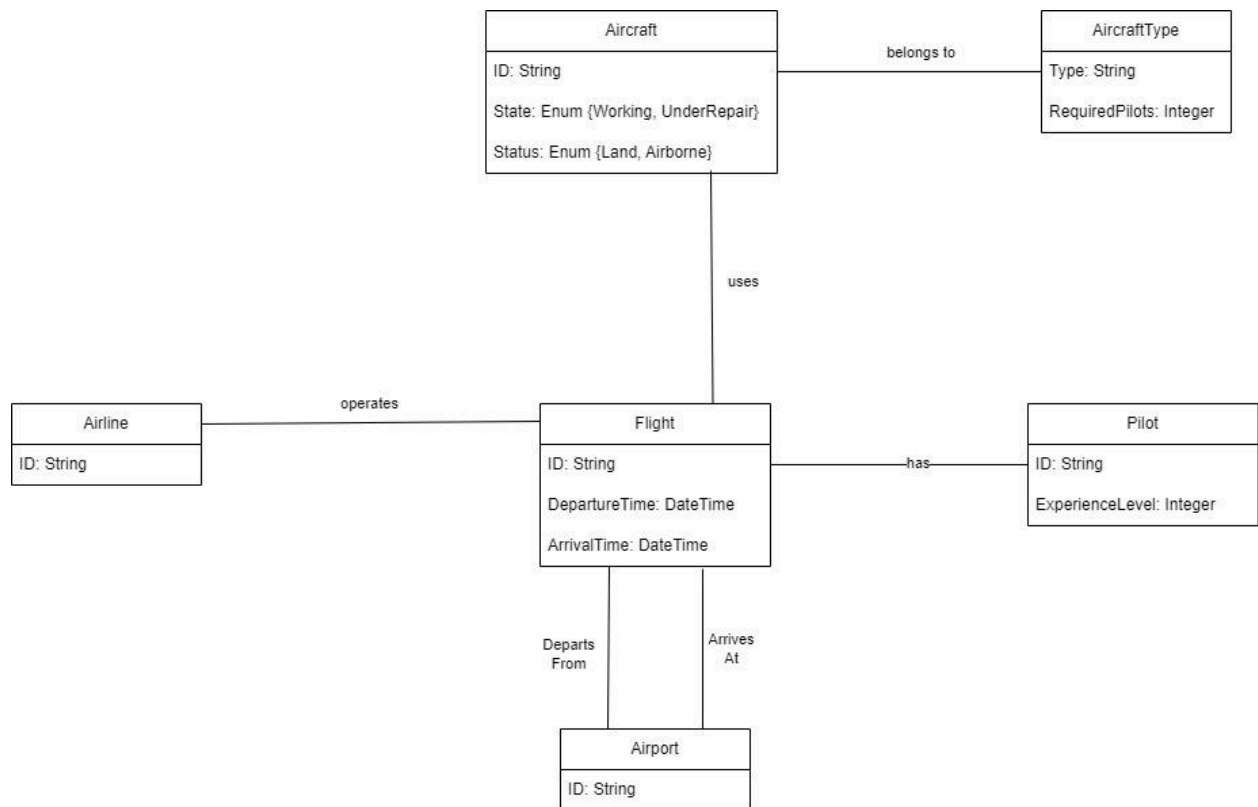 Aircraft
ID: String
State: Enum {Working, UnderRepair}
Status: Enum {Land, Airborne}
belongs to
AircraftType
Type: String
RequiredPilots: Integer
uses
Airline
ID: String
operates
Flight
ID: String
DepartureTime: DateTime
ArrivalTime: DateTime
has
Pilot
ID: String
ExperienceLevel: Integer
Departs
From
Arrives
At
Airport
ID: String